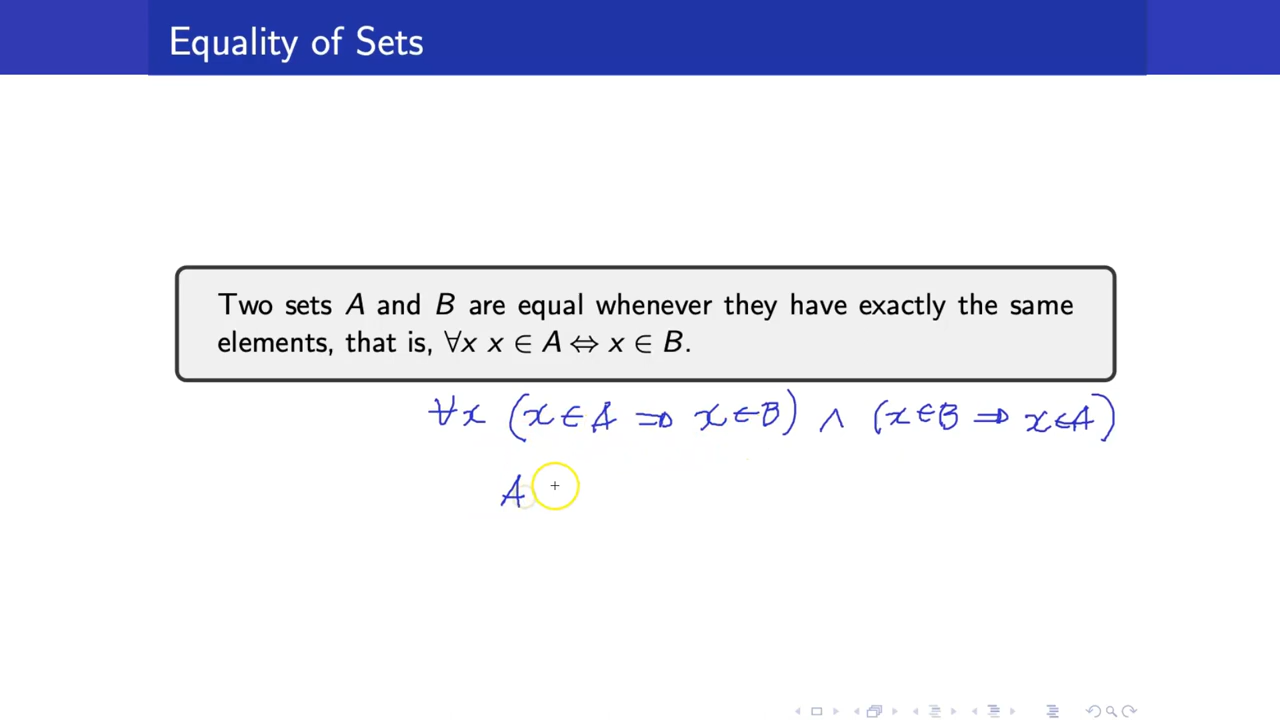 Equality of Sets
Two sets A and B are equal whenever they have exactly the same
elements, that is, ∀x x ∈ A ⇔ x ∈ B.
∀x (x ∈ A ⇒ x ∈ B) ∧ (x ∈ B ⇒ x ∈ A)
A